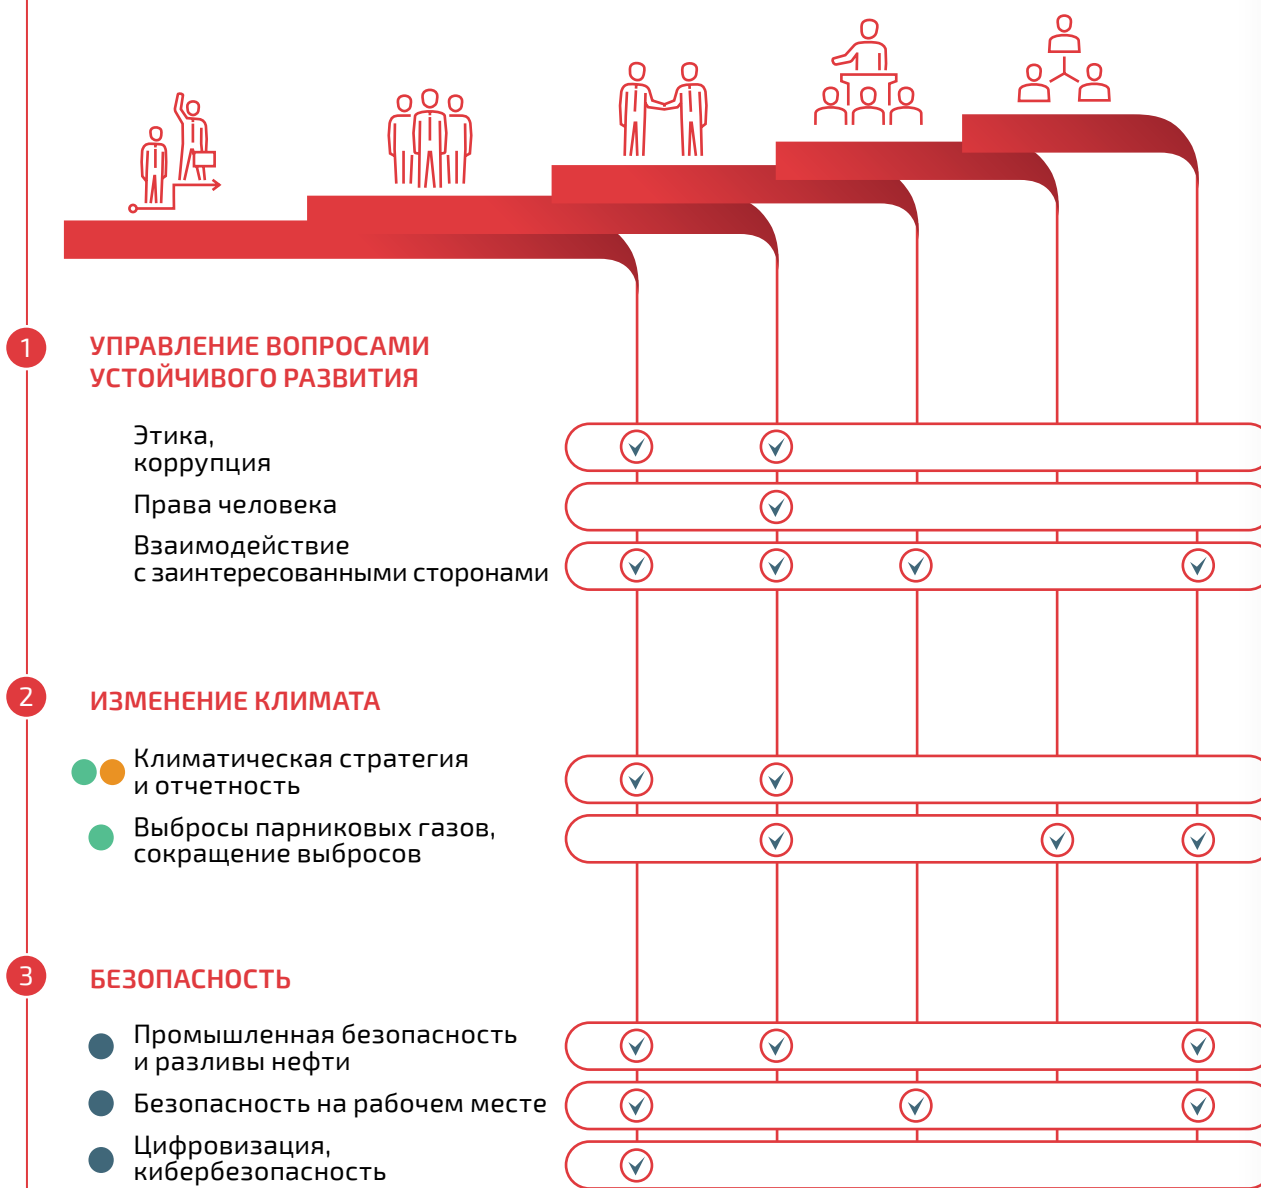 1
УПРАВЛЕНИЕ ВОПРОСАМИ
УСТОЙЧИВОГО РАЗВИТИЯ
Этика,
коррупция
Права человека
Взаимодействие
с заинтересованными сторонами
2
ИЗМЕНЕНИЕ КЛИМАТА
Климатическая стратегия
и отчетность
Выбросы парниковых газов,
сокращение выбросов
3
БЕЗОПАСНОСТЬ
Промышленная безопасность
и разливы нефти
Безопасность на рабочем месте
Цифровизация,
кибербезопасность